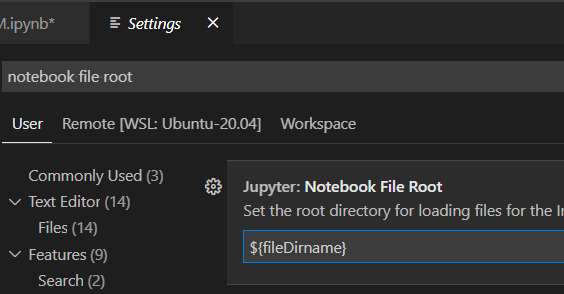 M.ipynb*
Settings
notebook file root
User Remote [WSL: Ubuntu-20.04] Workspace
Commonly Used (3)
Text Editor (14)
Files (14)
Features (9)
Search (2)
Jupyter: Notebook File Root
Set the root directory for loading files for the
${fileDirname}